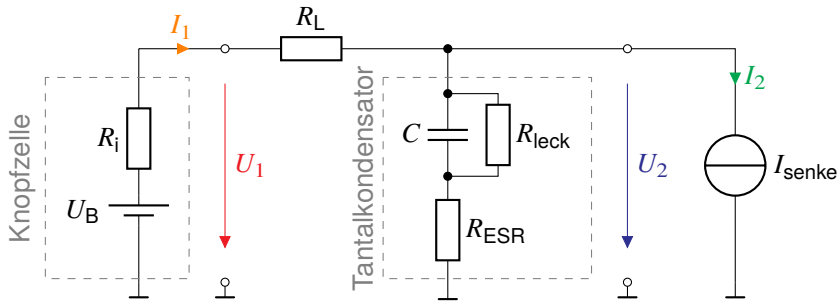 I1
RL
Knopfzelle
Ri
UB
U1
Tantalkondensator
C
Rleck
RESR
U2
I2
Isenke